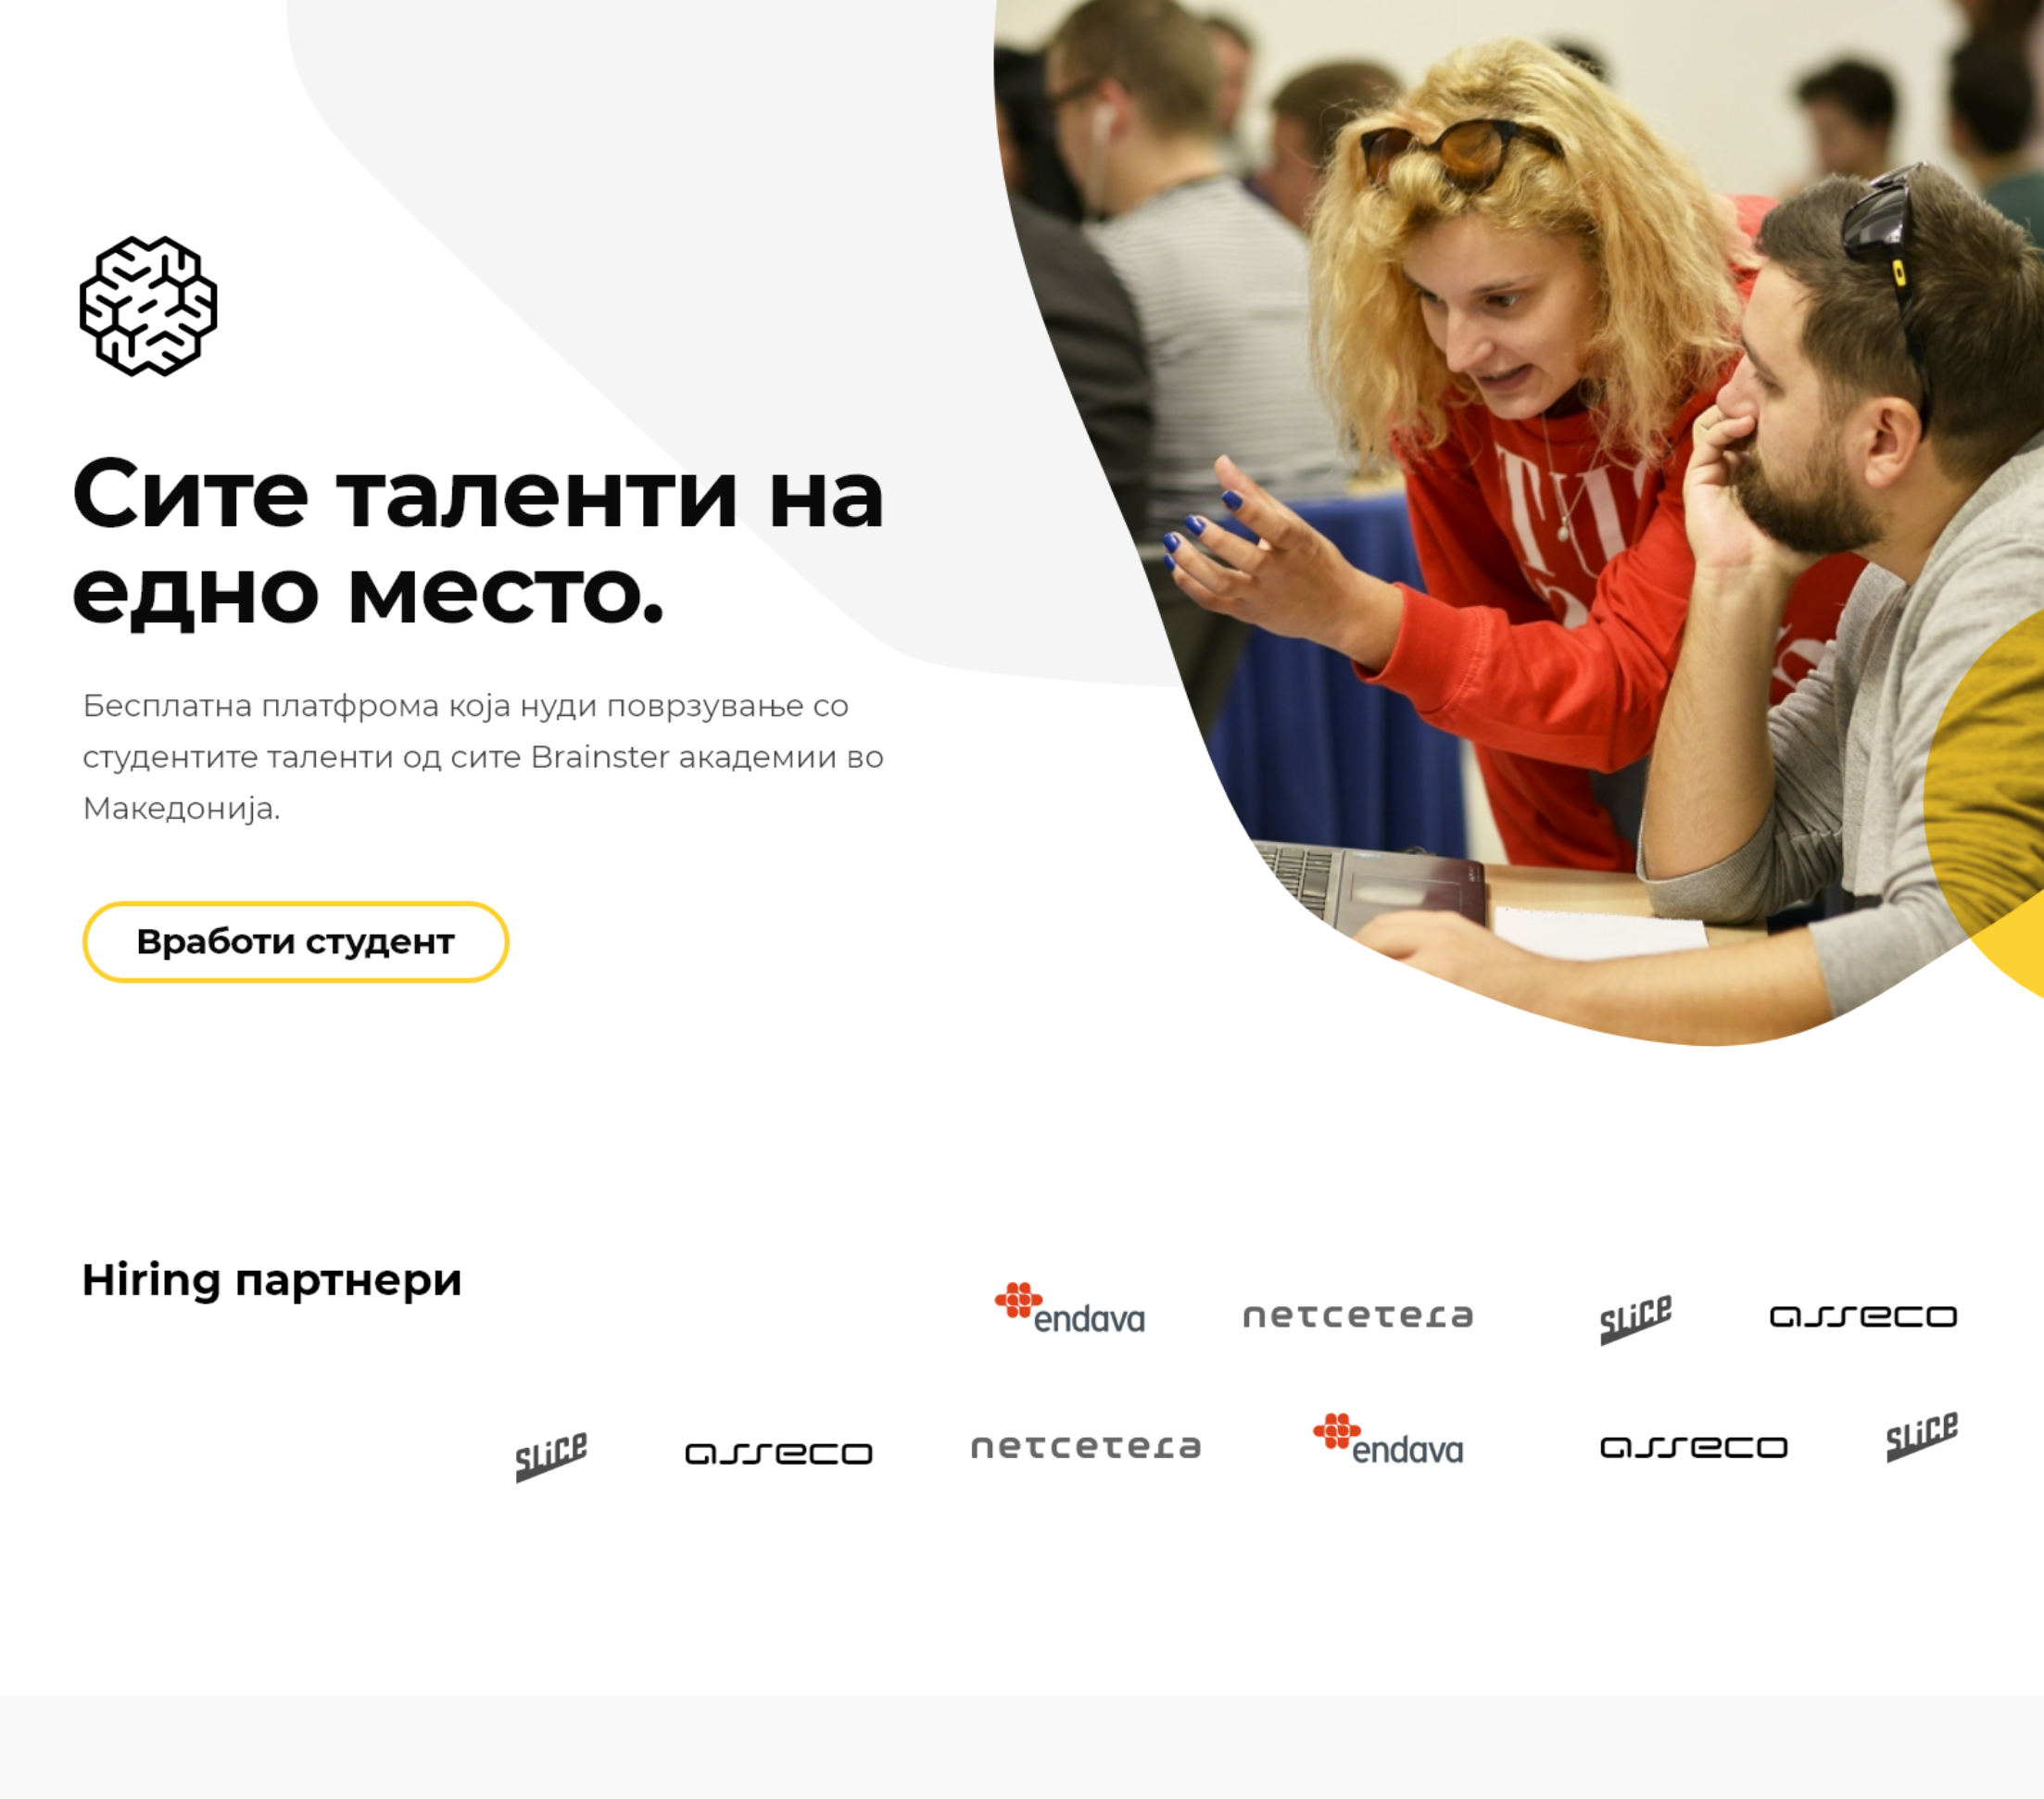 Сите таленти на
едно место.
Бесплатна платфрома која нуди поврзување со
студентите таленти од сите Brainster академии во
Македонија.
Вработи студент
Hiring партнери
endava netcetera SLiCE asseco
SLiCE asseco netcetera endava asseco SLiCE